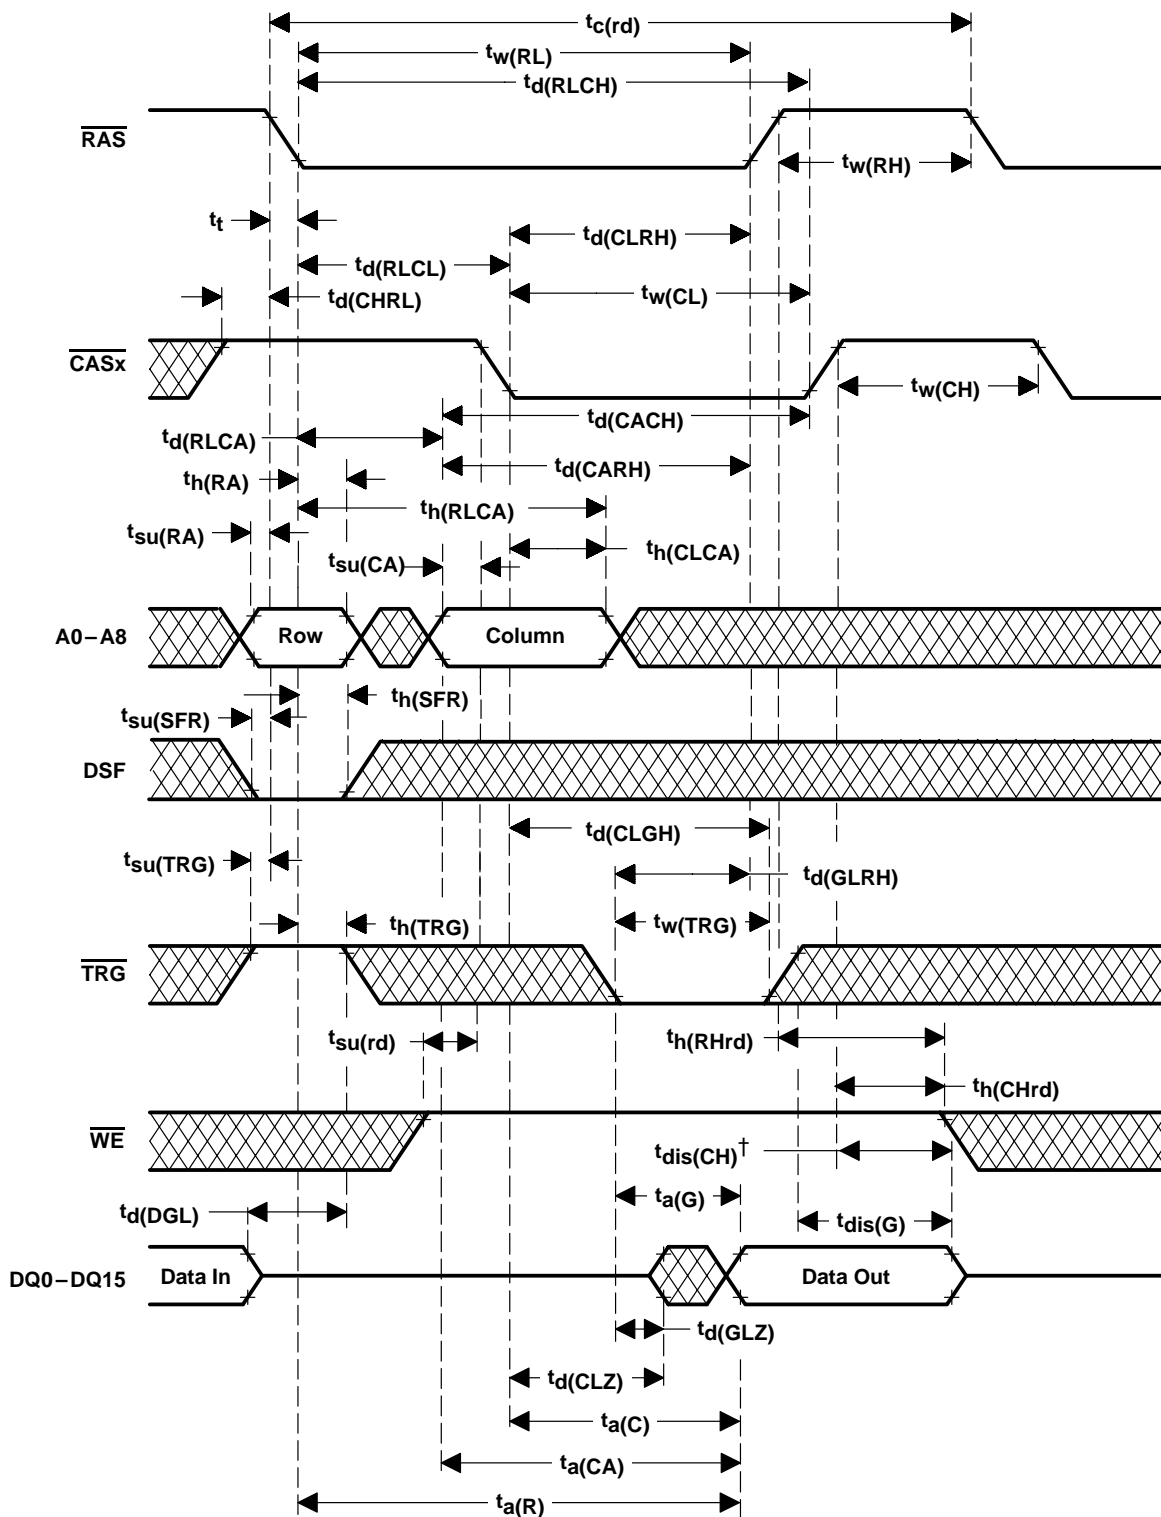 tc(rd)
tw(RL)
td(RLCH)
RAS
tw(RH)
tt
td(CLRH)
td(RLCL)
td(CHRL)
tw(CL)
CASx
tw(CH)
td(CACH)
td(RLCA)
td(CARH)
th(RA)
th(RLCA)
tsu(RA)
th(CLCA)
tsu(CA)
A0–A8
Row
Column
th(SFR)
tsu(SFR)
DSF
td(CLGH)
tsu(TRG)
td(GLRH)
th(TRG)
tw(TRG)
TRG
tsu(rd)
th(RHrd)
th(CHrd)
WE
tdis(CH)†
ta(G)
td(DGL)
tdis(G)
DQ0–DQ15
Data In
Data Out
td(GLZ)
td(CLZ)
ta(C)
ta(CA)
ta(R)